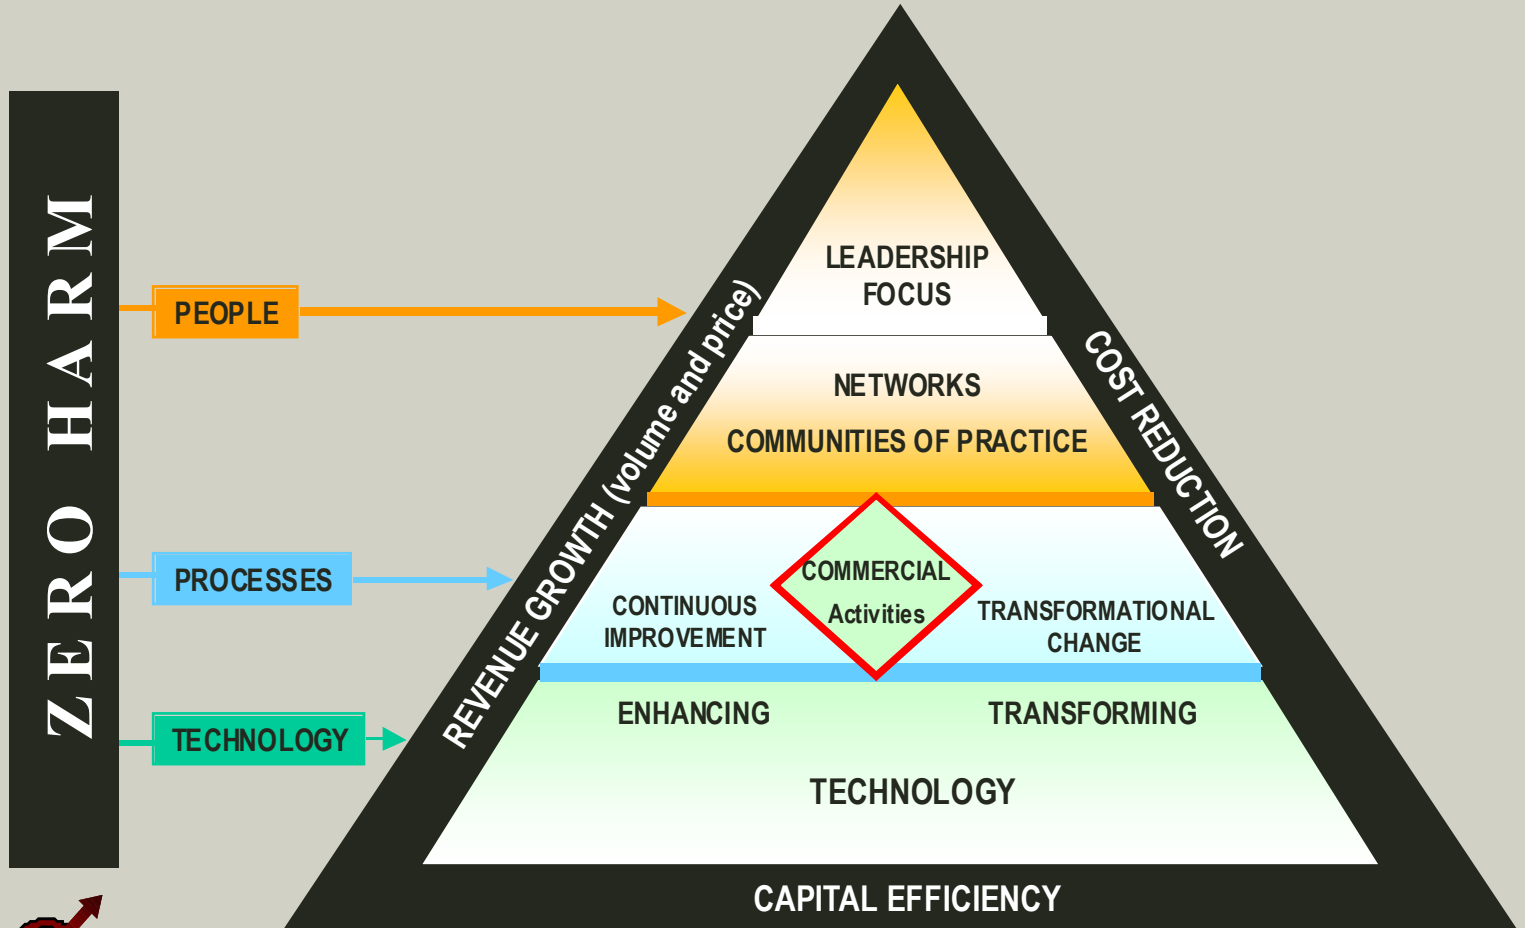 ZERO HARM
PEOPLE
PROCESSES
TECHNOLOGY
REVENUE GROWTH (volume and price)
COST REDUCTION
LEADERSHIP
FOCUS
NETWORKS
COMMUNITIES OF PRACTICE
COMMERCIAL
Activities
CONTINUOUS
IMPROVEMENT
TRANSFORMATIONAL
CHANGE
ENHANCING
TRANSFORMING
TECHNOLOGY
CAPITAL EFFICIENCY